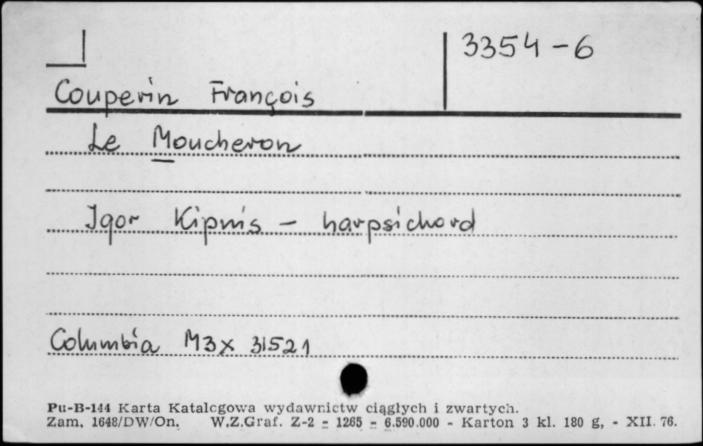 3354-6
Couperin François
Le Moucheron
Igor Kipnis - harpsichord
Columbia M3x 31521
Pu-B-144 Karta Katalogowa wydawnictw ciągłych i zwartych.
Zam. 1648/DW/On. W.Z.Graf. Z-2 = 1265 = 6.590.000 - Karton 3 kl. 180 g, - XII. 76.